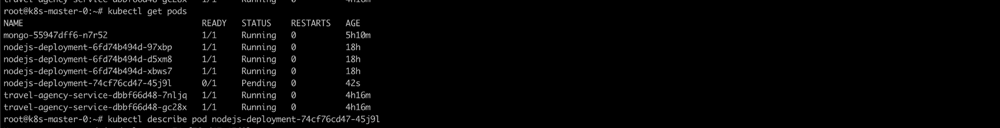 travel-agency-service-dbbf66d48-gc28x 1/1 Running 0 4h16m
root@k8s-master-0:~# kubectl get pods
NAME READY STATUS RESTARTS AGE
mongo-55947dff6-n7r52 1/1 Running 0 5h10m
nodejs-deployment-6fd74b494d-97xbp 1/1 Running 0 18h
nodejs-deployment-6fd74b494d-d5xm8 1/1 Running 0 18h
nodejs-deployment-6fd74b494d-xbws7 1/1 Running 0 18h
nodejs-deployment-74cf76cd47-45j9l 0/1 Pending 0 42s
travel-agency-service-dbbf66d48-7nljq 1/1 Running 0 4h16m
travel-agency-service-dbbf66d48-gc28x 1/1 Running 0 4h16m
root@k8s-master-0:~# kubectl describe pod nodejs-deployment-74cf76cd47-45j9l